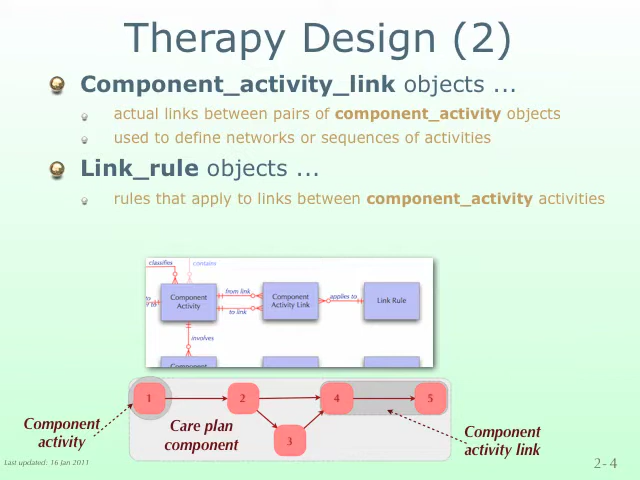 Therapy Design (2)
Component_activity_link objects ...
actual links between pairs of component_activity objects
used to define networks or sequences of activities
Link_rule objects ...
rules that apply to links between component_activity activities
classifies
contains
from link
applies to
Component
Activity
Component
Activity Link
Link Rule
to
to link
involves
Component
1
2
4
5
3
Component
activity
Care plan
component
Component
activity link
Last updated: 16 Jan 2011
2-4